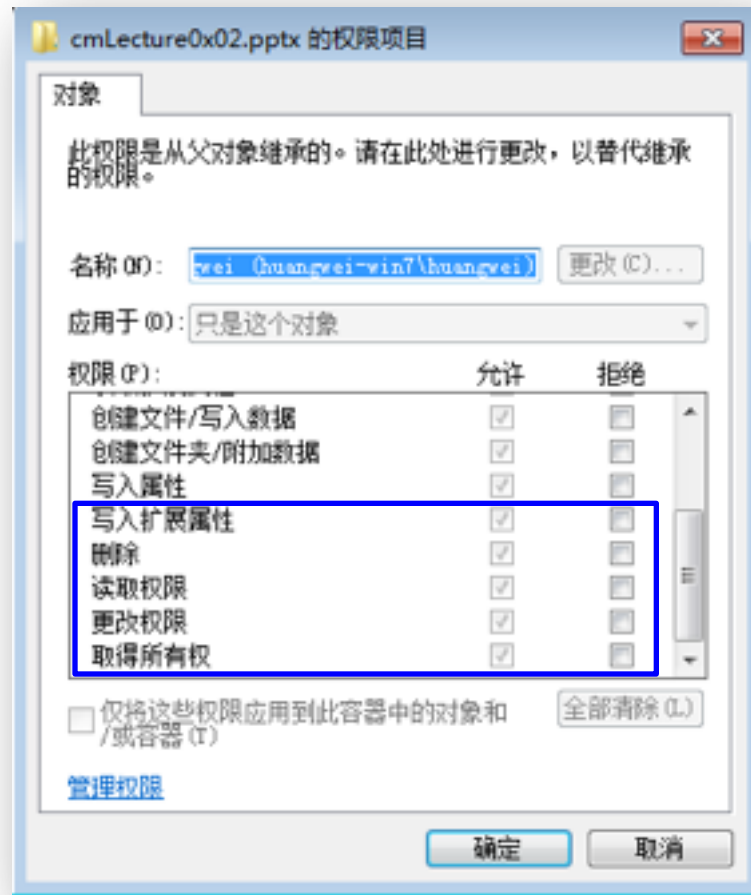 cmLecture0x02.pptx 的权限项目
对象
此权限是从父对象继承的。请在此处进行更改，以替代继承
的权限。
名称(N): gwei (huangwei-win7\huangwei) 更改(C)...
应用于(O): 只是这个对象
权限(P): 允许 拒绝
创建文件/写入数据
创建文件夹/附加数据
写入属性
写入扩展属性
删除
读取权限
更改权限
取得所有权
仅将这些权限应用到此容器中的对象和 全部清除(L)
/或容器(T)
管理权限
确定 取消